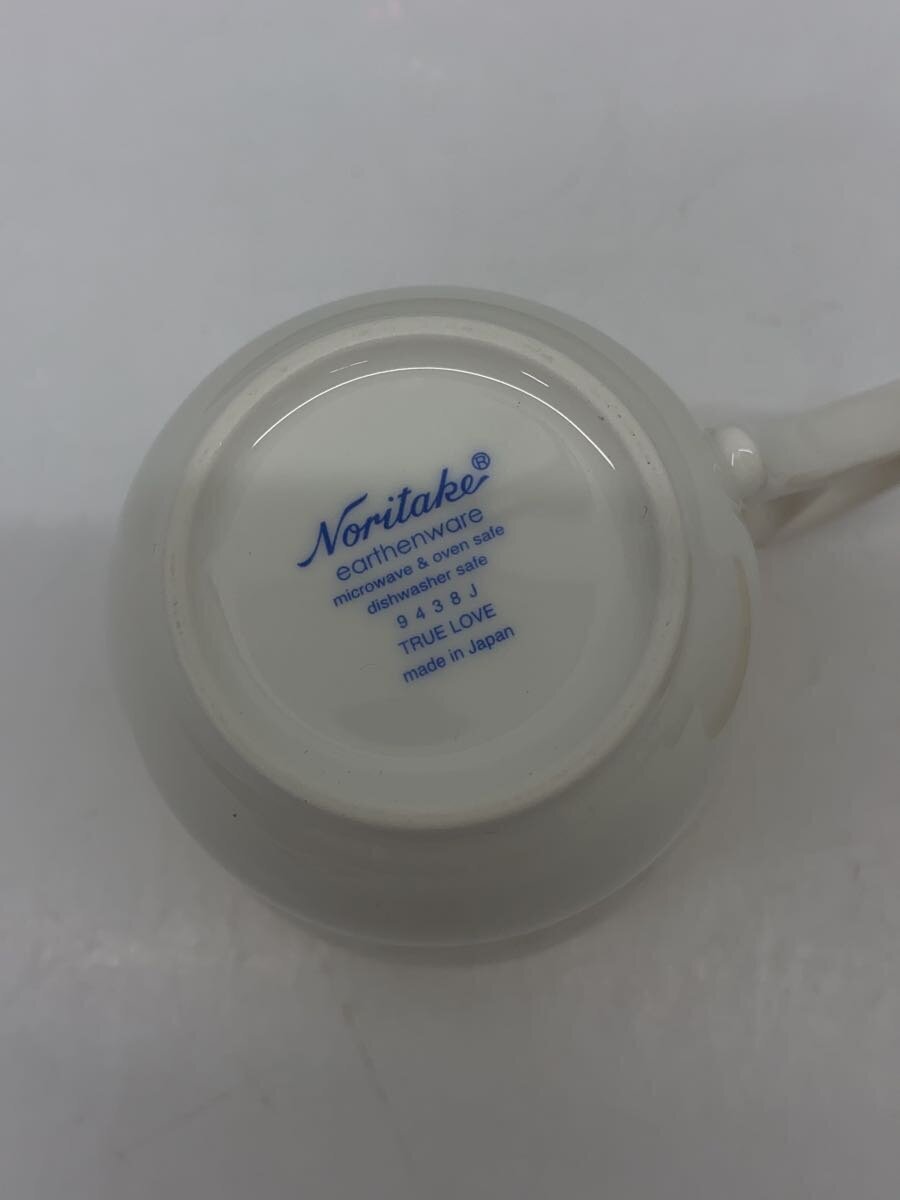 Noritake®
earthenware
microwave & oven safe
dishwasher safe
9438J
TRUE LOVE
made in Japan